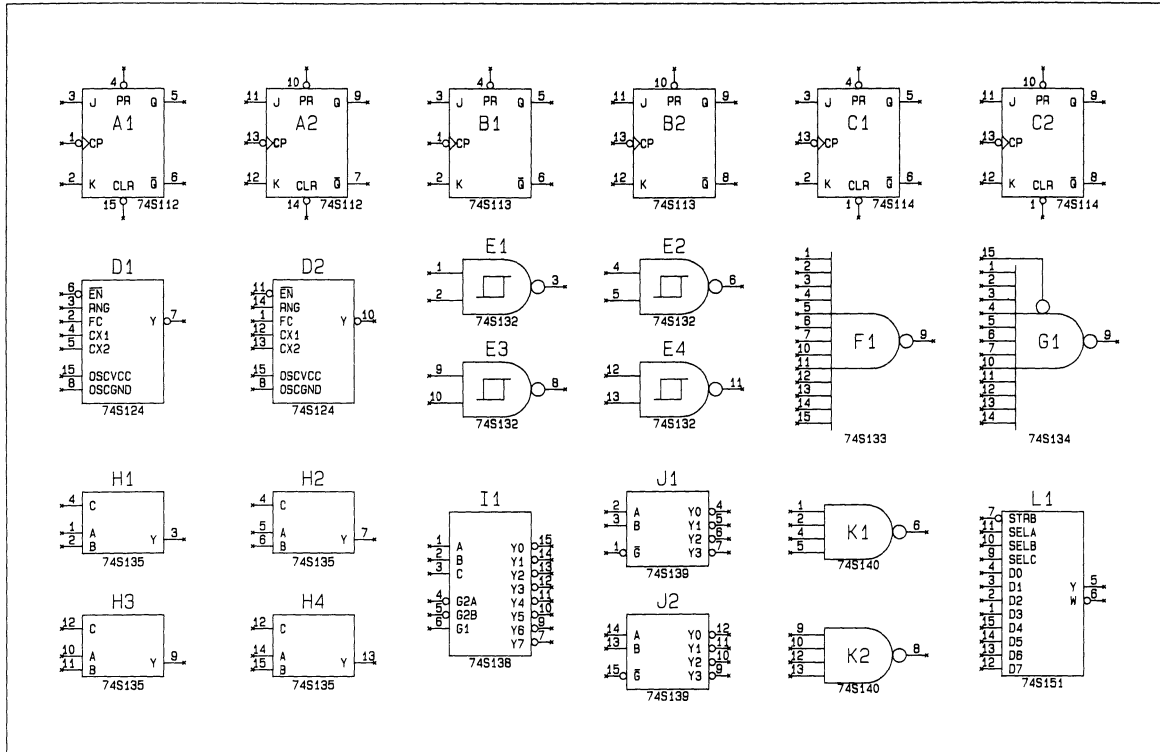 4 10 4 10 4 10
3 J PR Q 5 11 J PR Q 9 3 J PR Q 5 11 J PR Q 9 3 J PR Q 5 11 J PR Q 9
A1 A2 B1 B2 C1 C2
1 CP 13 CP 1 CP 13 CP 13 CP 13 CP
2 K CLR Q̅ 6 12 K CLR Q̅ 7 2 K Q̅ 6 12 K Q̅ 8 2 K CLR Q̅ 6 12 K CLR Q̅ 8
15 74S112 14 74S112 74S113 74S113 1 74S114 1 74S114
D1
6 E̅N̅
3 RNG
2 FC Y 7
4 CX1
5 CX2
15 OSCVCC
8 OSCGND
74S124
D2
11 E̅N̅
14 RNG
1 FC Y 10
12 CX1
13 CX2
15 OSCVCC
8 OSCGND
74S124
E1
1
3
2
74S132
E2
4
6
5
74S132
E3
9
8
10
74S132
E4
12
11
13
74S132
1
2
3
4
5
6
7 F1 9
10
11
12
13
14
15
74S133
15
1
2
3
4
5
6 G1 9
7
10
11
12
13
14
74S134
H1
4 C
1 A Y 3
2 B
74S135
H2
4 C
5 A Y 7
6 B
74S135
H3
12 C
10 A Y 9
11 B
74S135
H4
12 C
14 A Y 13
15 B
74S135
I1
1 A Y0 15
2 B Y1 14
3 C Y2 13
Y3 12
4 G2A Y4 11
5 G2B Y5 10
6 G1 Y6 9
Y7 7
74S138
J1
2 A Y0 4
3 B Y1 5
Y2 6
1 G̅ Y3 7
74S139
J2
14 A Y0 12
13 B Y1 11
Y2 10
15 G̅ Y3 9
74S139
1
2 K1 6
4
5
74S140
9
10 K2 8
12
13
74S140
L1
7 S̅T̅R̅B̅
11 SELA
10 SELB
9 SELC
4 D0
3 D1 Y 5
2 D2 W 6
1 D3
15 D4
14 D5
13 D6
12 D7
74S151